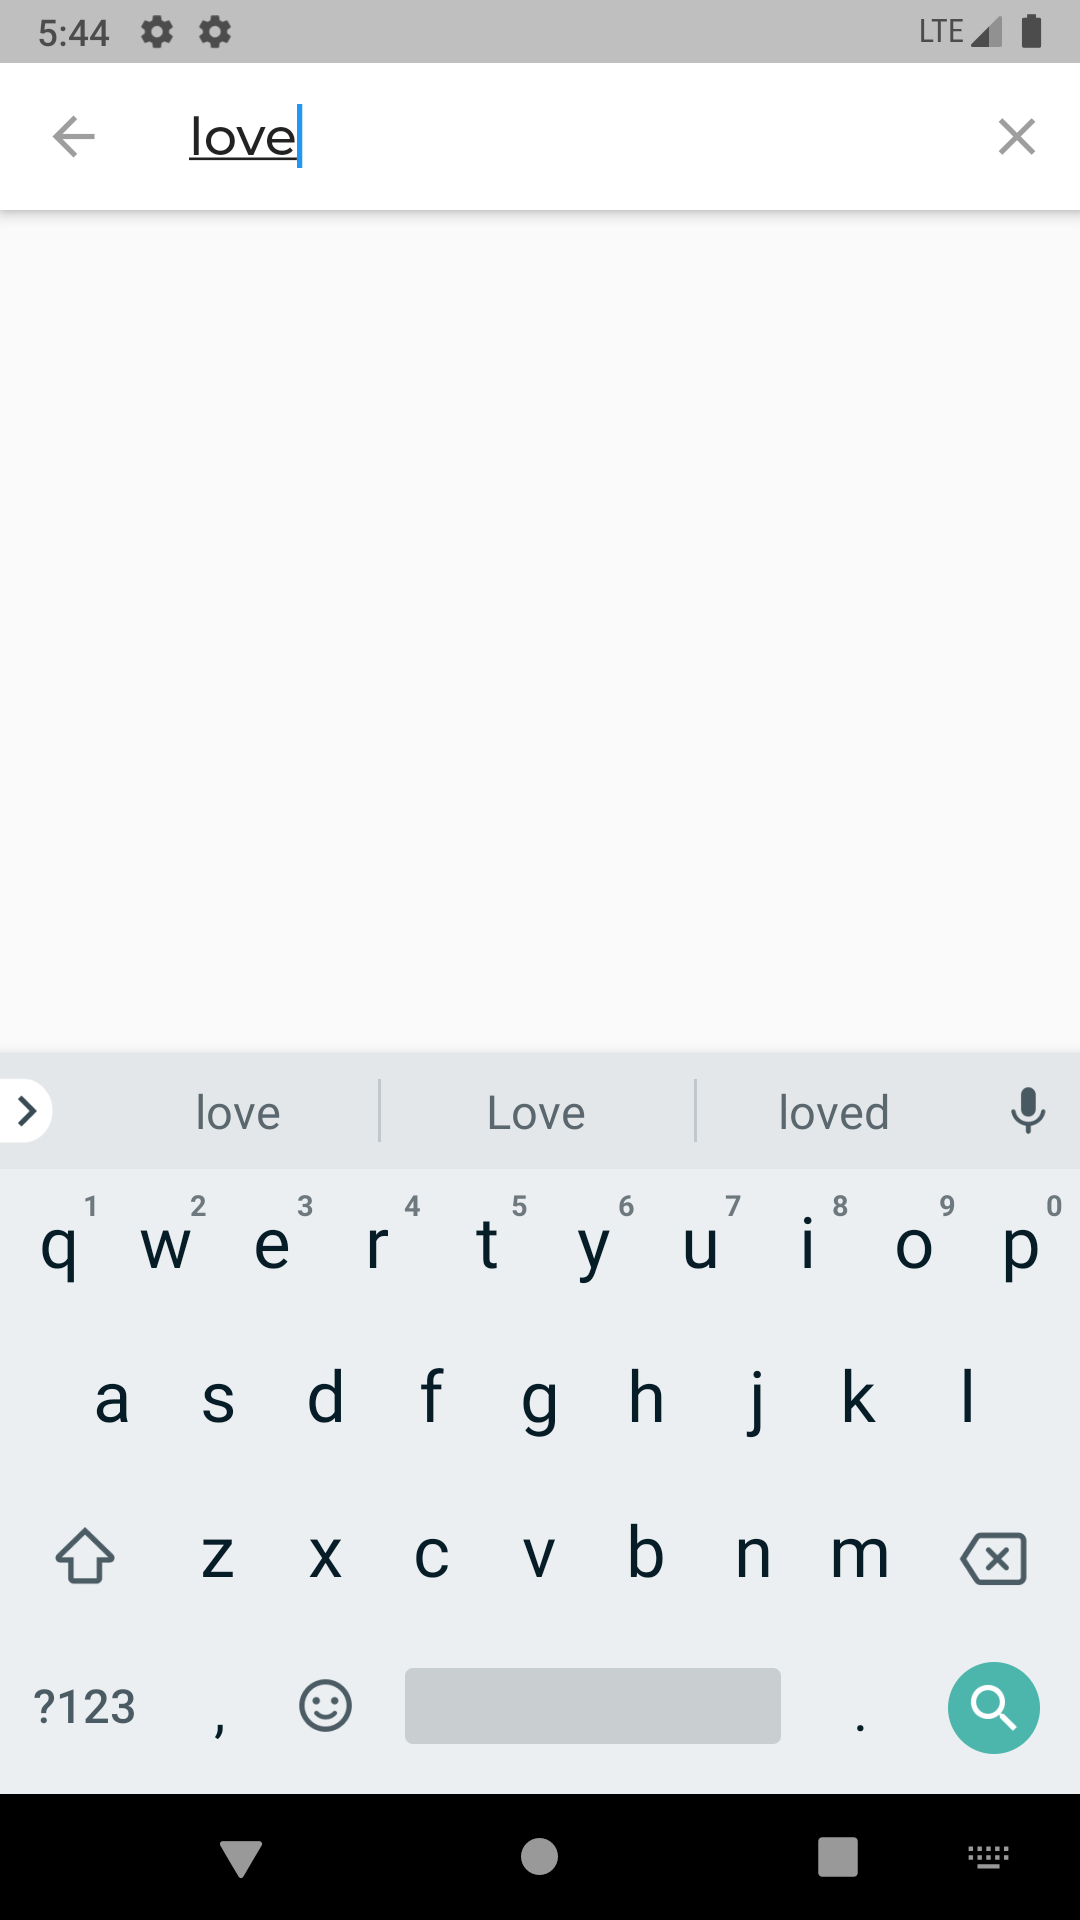 5:44 LTE
love
love Love loved
1 2 3 4 5 6 7 8 9 0
q w e r t y u i o p
a s d f g h j k l
z x c v b n m
?123 , .